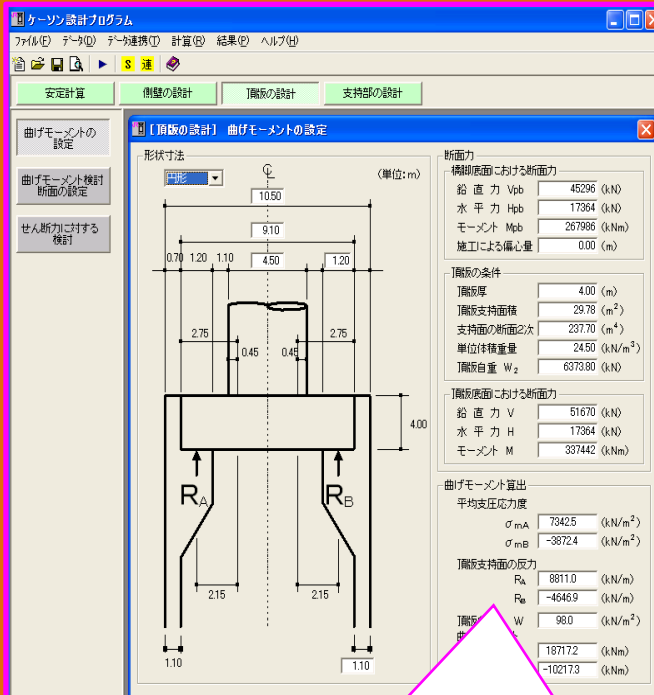 ケーソン設計プログラム
ファイル(F) データ(D) データ連携(T) 計算(R) 結果(P) ヘルプ(H)
S 連
安定計算 側壁の設計 頂版の設計 支持部の設計
曲げモーメントの
設定
曲げモーメント検討
断面の設定
せん断力に対する
検討
[頂版の設計] 曲げモーメントの設定
形状寸法
円形
CL
(単位:m)
10.50
9.10
0.70 1.20 1.10 4.50 1.20
2.75 2.75
0.45 0.45
4.00
RA RB
2.15 2.15
1.10 1.10
断面力
橋脚底面における断面力
鉛 直 力 Vpb 45296 (kN)
水 平 力 Hpb 17364 (kN)
モーメント Mpb 267986 (kNm)
施工による偏心量 0.00 (m)
頂版の条件
頂版厚 4.00 (m)
頂版支持面積 29.78 (m²)
支持面の断面2次 237.70 (m⁴)
単位体積重量 24.50 (kN/m³)
頂版自重 W₂ 6373.80 (kN)
頂版底面における断面力
鉛 直 力 V 51670 (kN)
水 平 力 H 17364 (kN)
モーメント M 337442 (kNm)
曲げモーメント算出
平均支圧応力度
σmA 7342.5 (kN/m²)
σmB -3872.4 (kN/m²)
頂版支持面の反力
RA 8811.0 (kN/m)
RB -4646.9 (kN/m)
頂版 W 98.0 (kN/m²)
18717.2 (kNm)
-10217.3 (kNm)